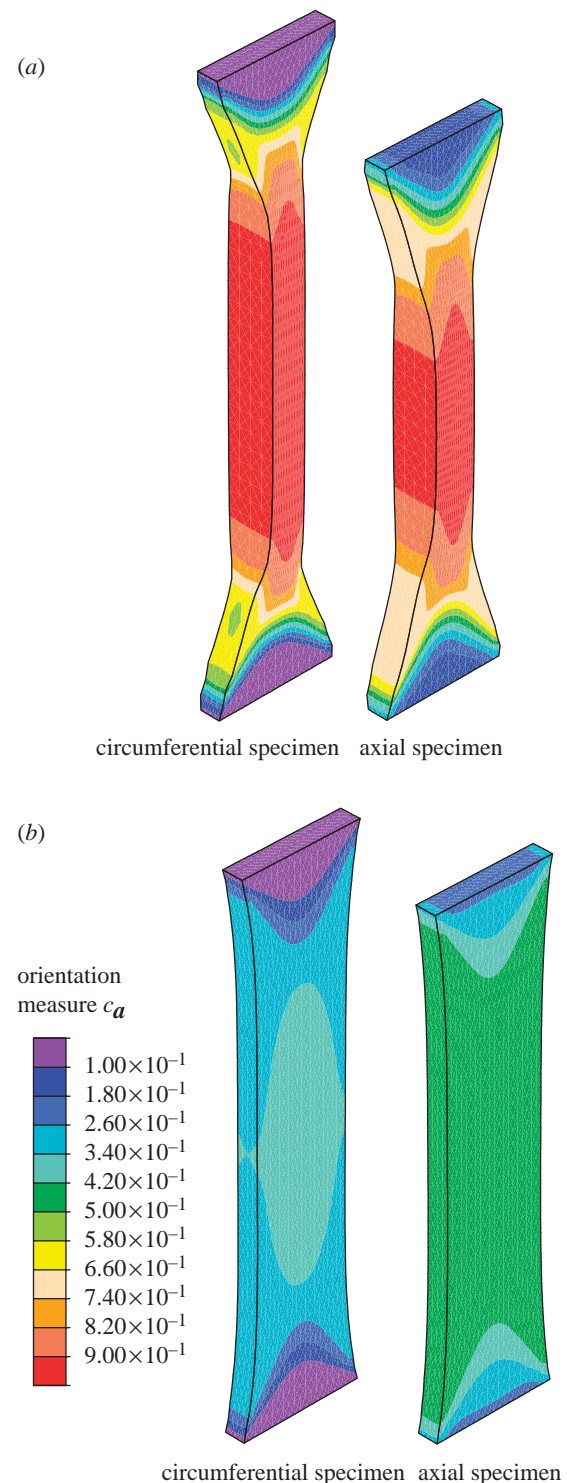 (a)
circumferential specimen axial specimen
(b)
orientation
measure cₐ
1.00×10⁻¹
1.80×10⁻¹
2.60×10⁻¹
3.40×10⁻¹
4.20×10⁻¹
5.00×10⁻¹
5.80×10⁻¹
6.60×10⁻¹
7.40×10⁻¹
8.20×10⁻¹
9.00×10⁻¹
circumferential specimen axial specimen